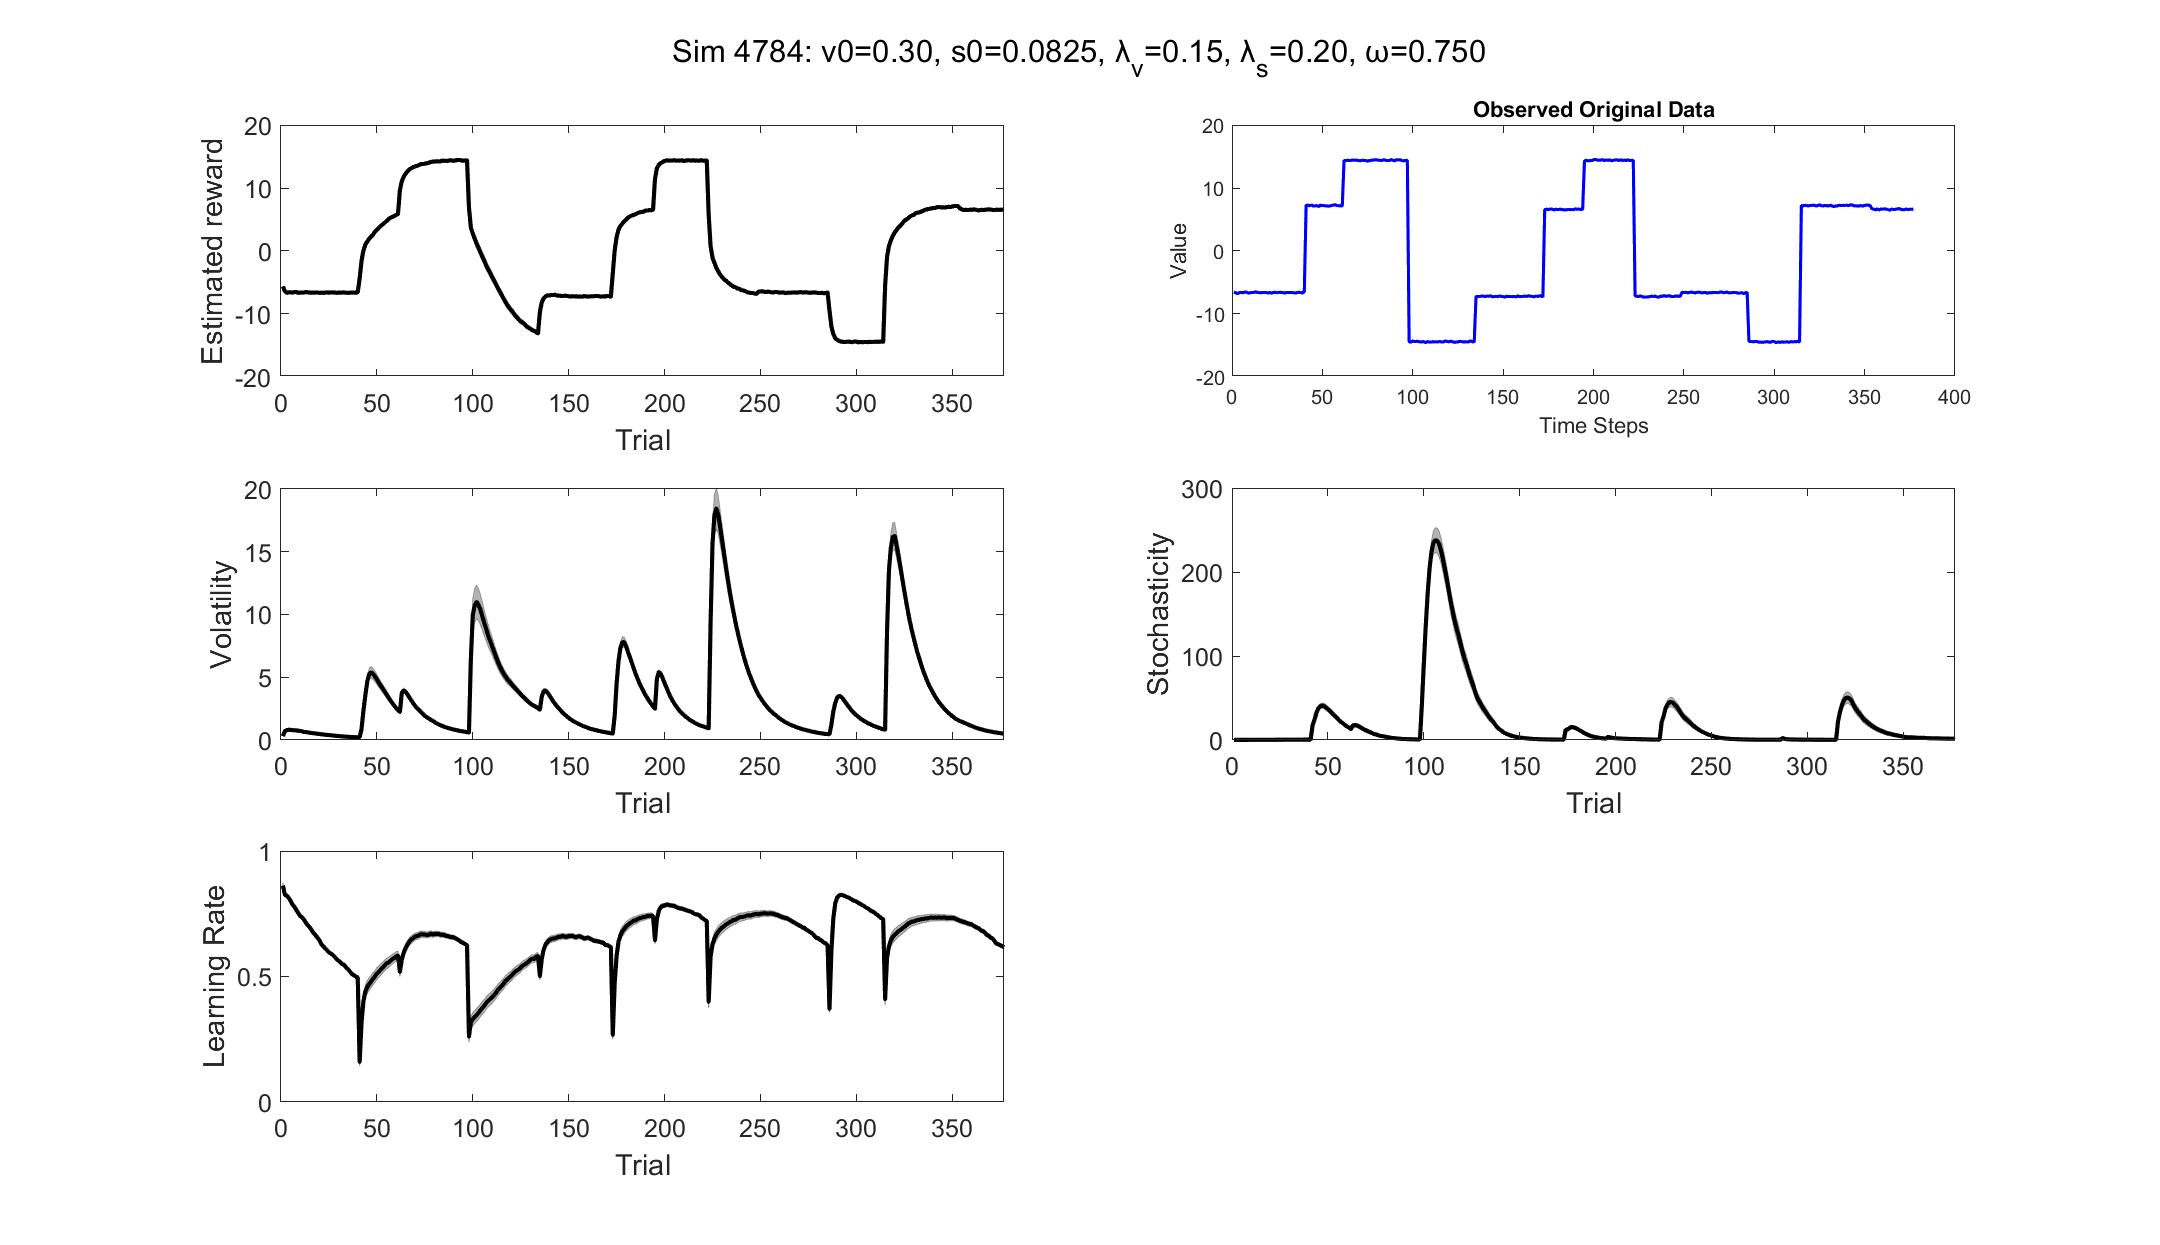 Sim 4784: v0=0.30, s0=0.0825, λ_v=0.15, λ_s=0.20, ω=0.750
Estimated reward
20
10
0
-10
-20
0 50 100 150 200 250 300 350
Trial
Observed Original Data
Value
20
10
0
-10
-20
0 50 100 150 200 250 300 350 400
Time Steps
Volatility
20
15
10
5
0
0 50 100 150 200 250 300 350
Trial
Stochasticity
300
200
100
0
0 50 100 150 200 250 300 350
Trial
Learning Rate
1
0.5
0
0 50 100 150 200 250 300 350
Trial